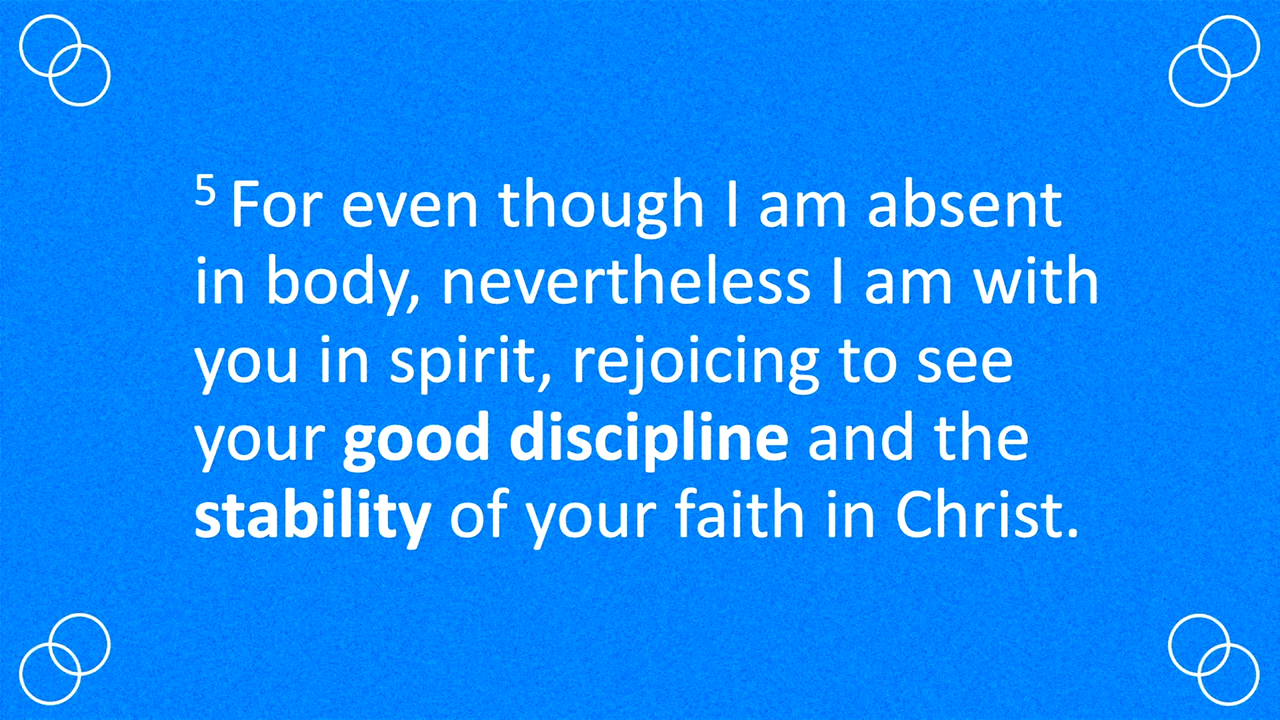 5 For even though I am absent
in body, nevertheless I am with
you in spirit, rejoicing to see
your good discipline and the
stability of your faith in Christ.